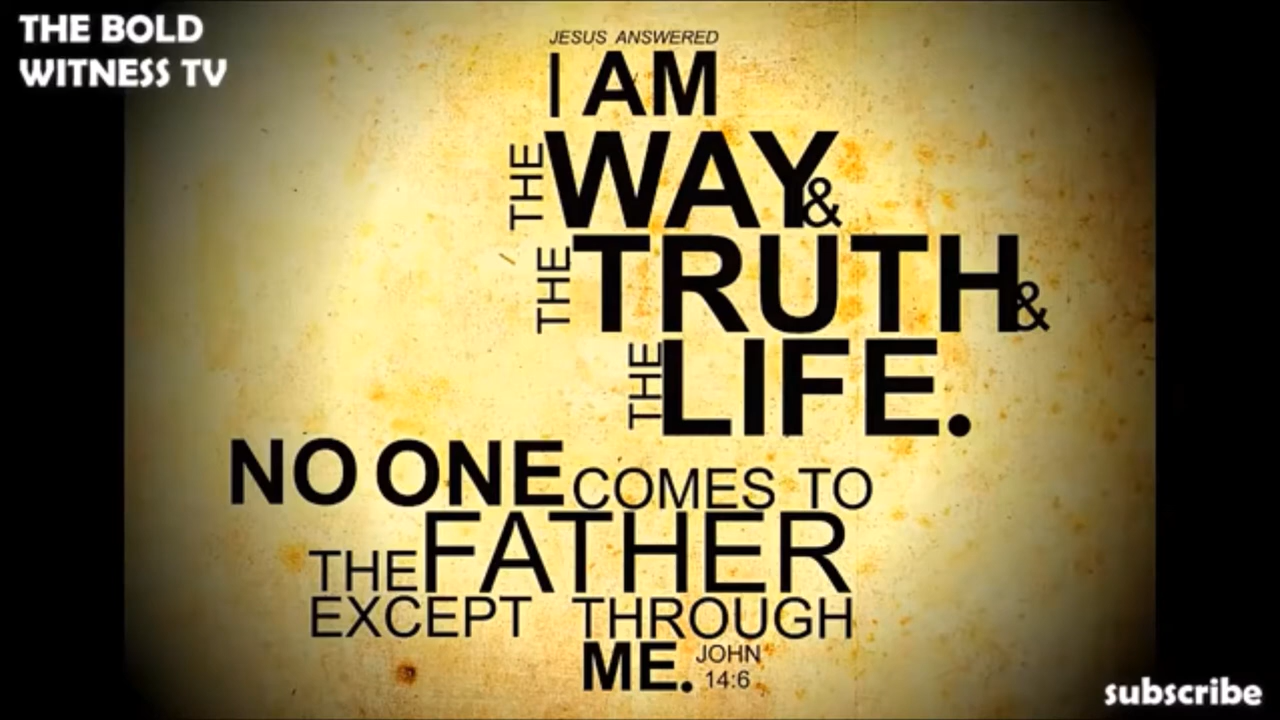 THE BOLD
WITNESS TV
JESUS ANSWERED
I AM
THE WAY &
THE TRUTH &
THE LIFE.
NO ONE COMES TO
THE FATHER
EXCEPT THROUGH
ME. JOHN
14:6
subscribe